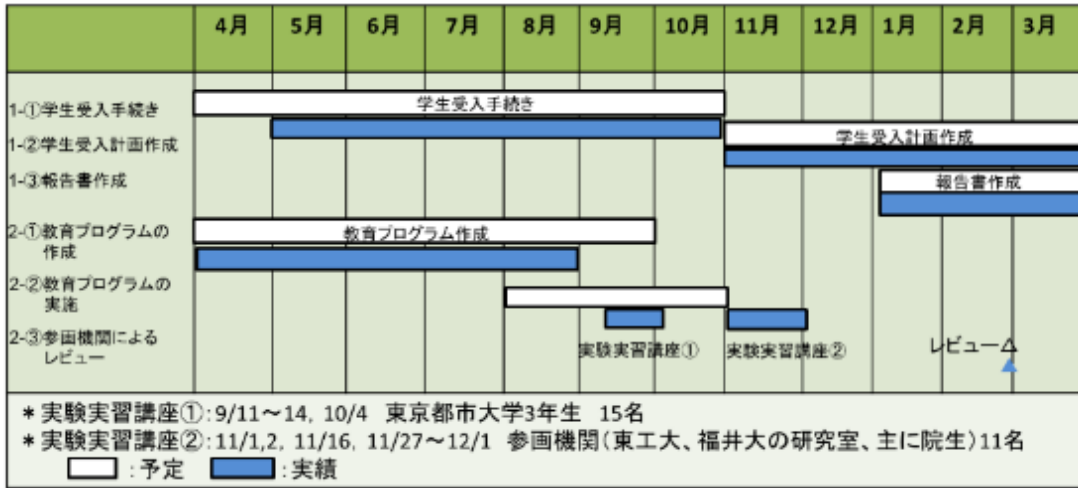 4月 5月 6月 7月 8月 9月 10月 11月 12月 1月 2月 3月
1-①学生受入手続き
学生受入手続き
1-②学生受入計画作成
学生受入計画作成
1-③報告書作成
報告書作成
2-①教育プログラムの
作成
教育プログラム作成
2-②教育プログラムの
実施
2-③参画機関による
レビュー
実験実習講座①
実験実習講座②
レビュー△
＊実験実習講座①:9/11～14, 10/4 東京都市大学3年生 15名
＊実験実習講座②:11/1,2, 11/16, 11/27～12/1 参画機関(東工大、福井大の研究室、主に院生)11名
:予定 :実績